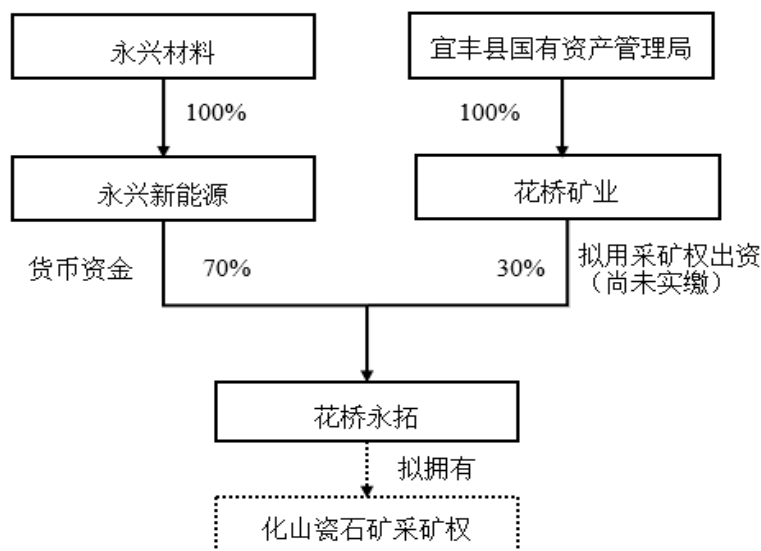 永兴材料
宜丰县国有资产管理局
100%
100%
永兴新能源
花桥矿业
货币资金
70%
30%
拟用采矿权出资
（尚未实缴）
花桥永拓
拟拥有
化山瓷石矿采矿权